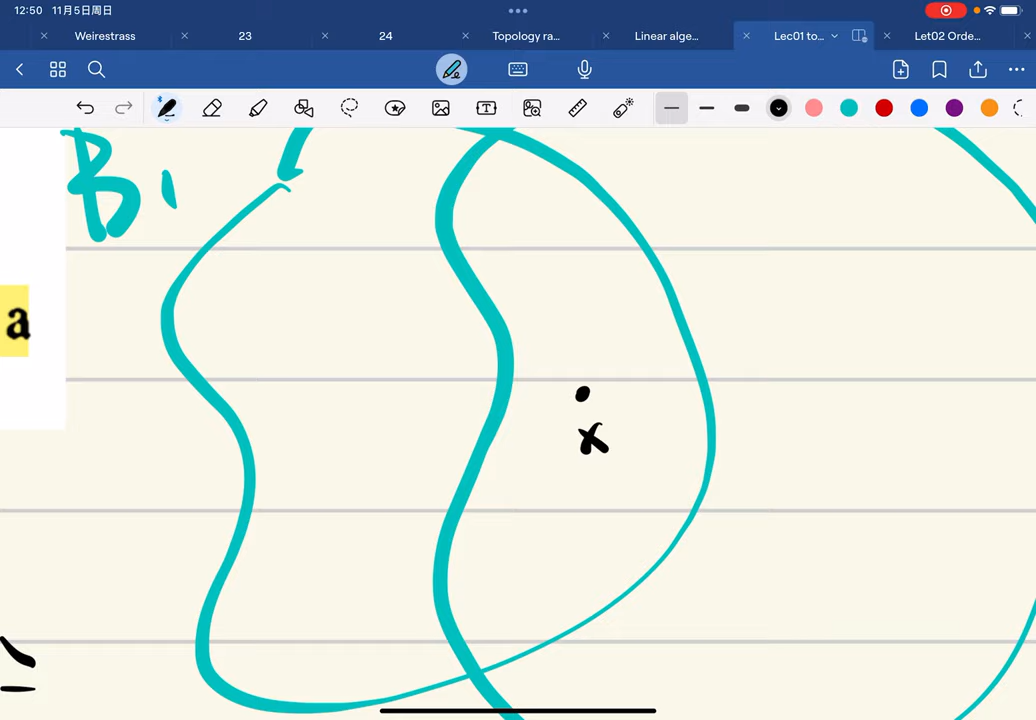 12:50 11月5日周日
Weirestrass 23 24 Topology ra... Linear alge... Lec01 to... Let02 Orde...
B1
a
x